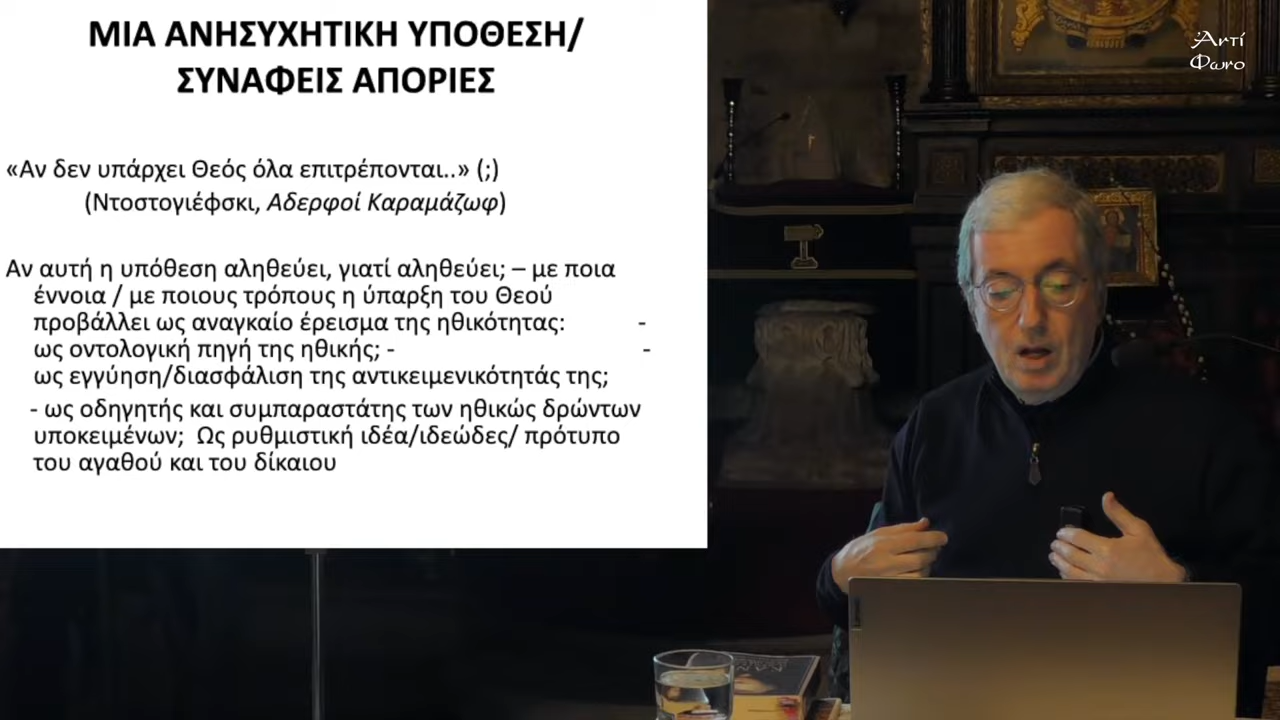 ΜΙΑ ΑΝΗΣΥΧΗΤΙΚΗ ΥΠΟΘΕΣΗ/
ΣΥΝΑΦΕΙΣ ΑΠΟΡΙΕΣ
«Αν δεν υπάρχει Θεός όλα επιτρέπονται..» (;)
(Ντοστογιέφσκι, Αδερφοί Καραμάζωφ)
Αν αυτή η υπόθεση αληθεύει, γιατί αληθεύει; – με ποια
έννοια / με ποιους τρόπους η ύπαρξη του Θεού
προβάλλει ως αναγκαίο έρεισμα της ηθικότητας: -
ως οντολογική πηγή της ηθικής; - -
ως εγγύηση/διασφάλιση της αντικειμενικότητάς της;
- ως οδηγητής και συμπαραστάτης των ηθικώς δρώντων
υποκειμένων; Ως ρυθμιστική ιδέα/ιδεώδες/ πρότυπο
του αγαθού και του δίκαιου
Ἀντί
Φωνο